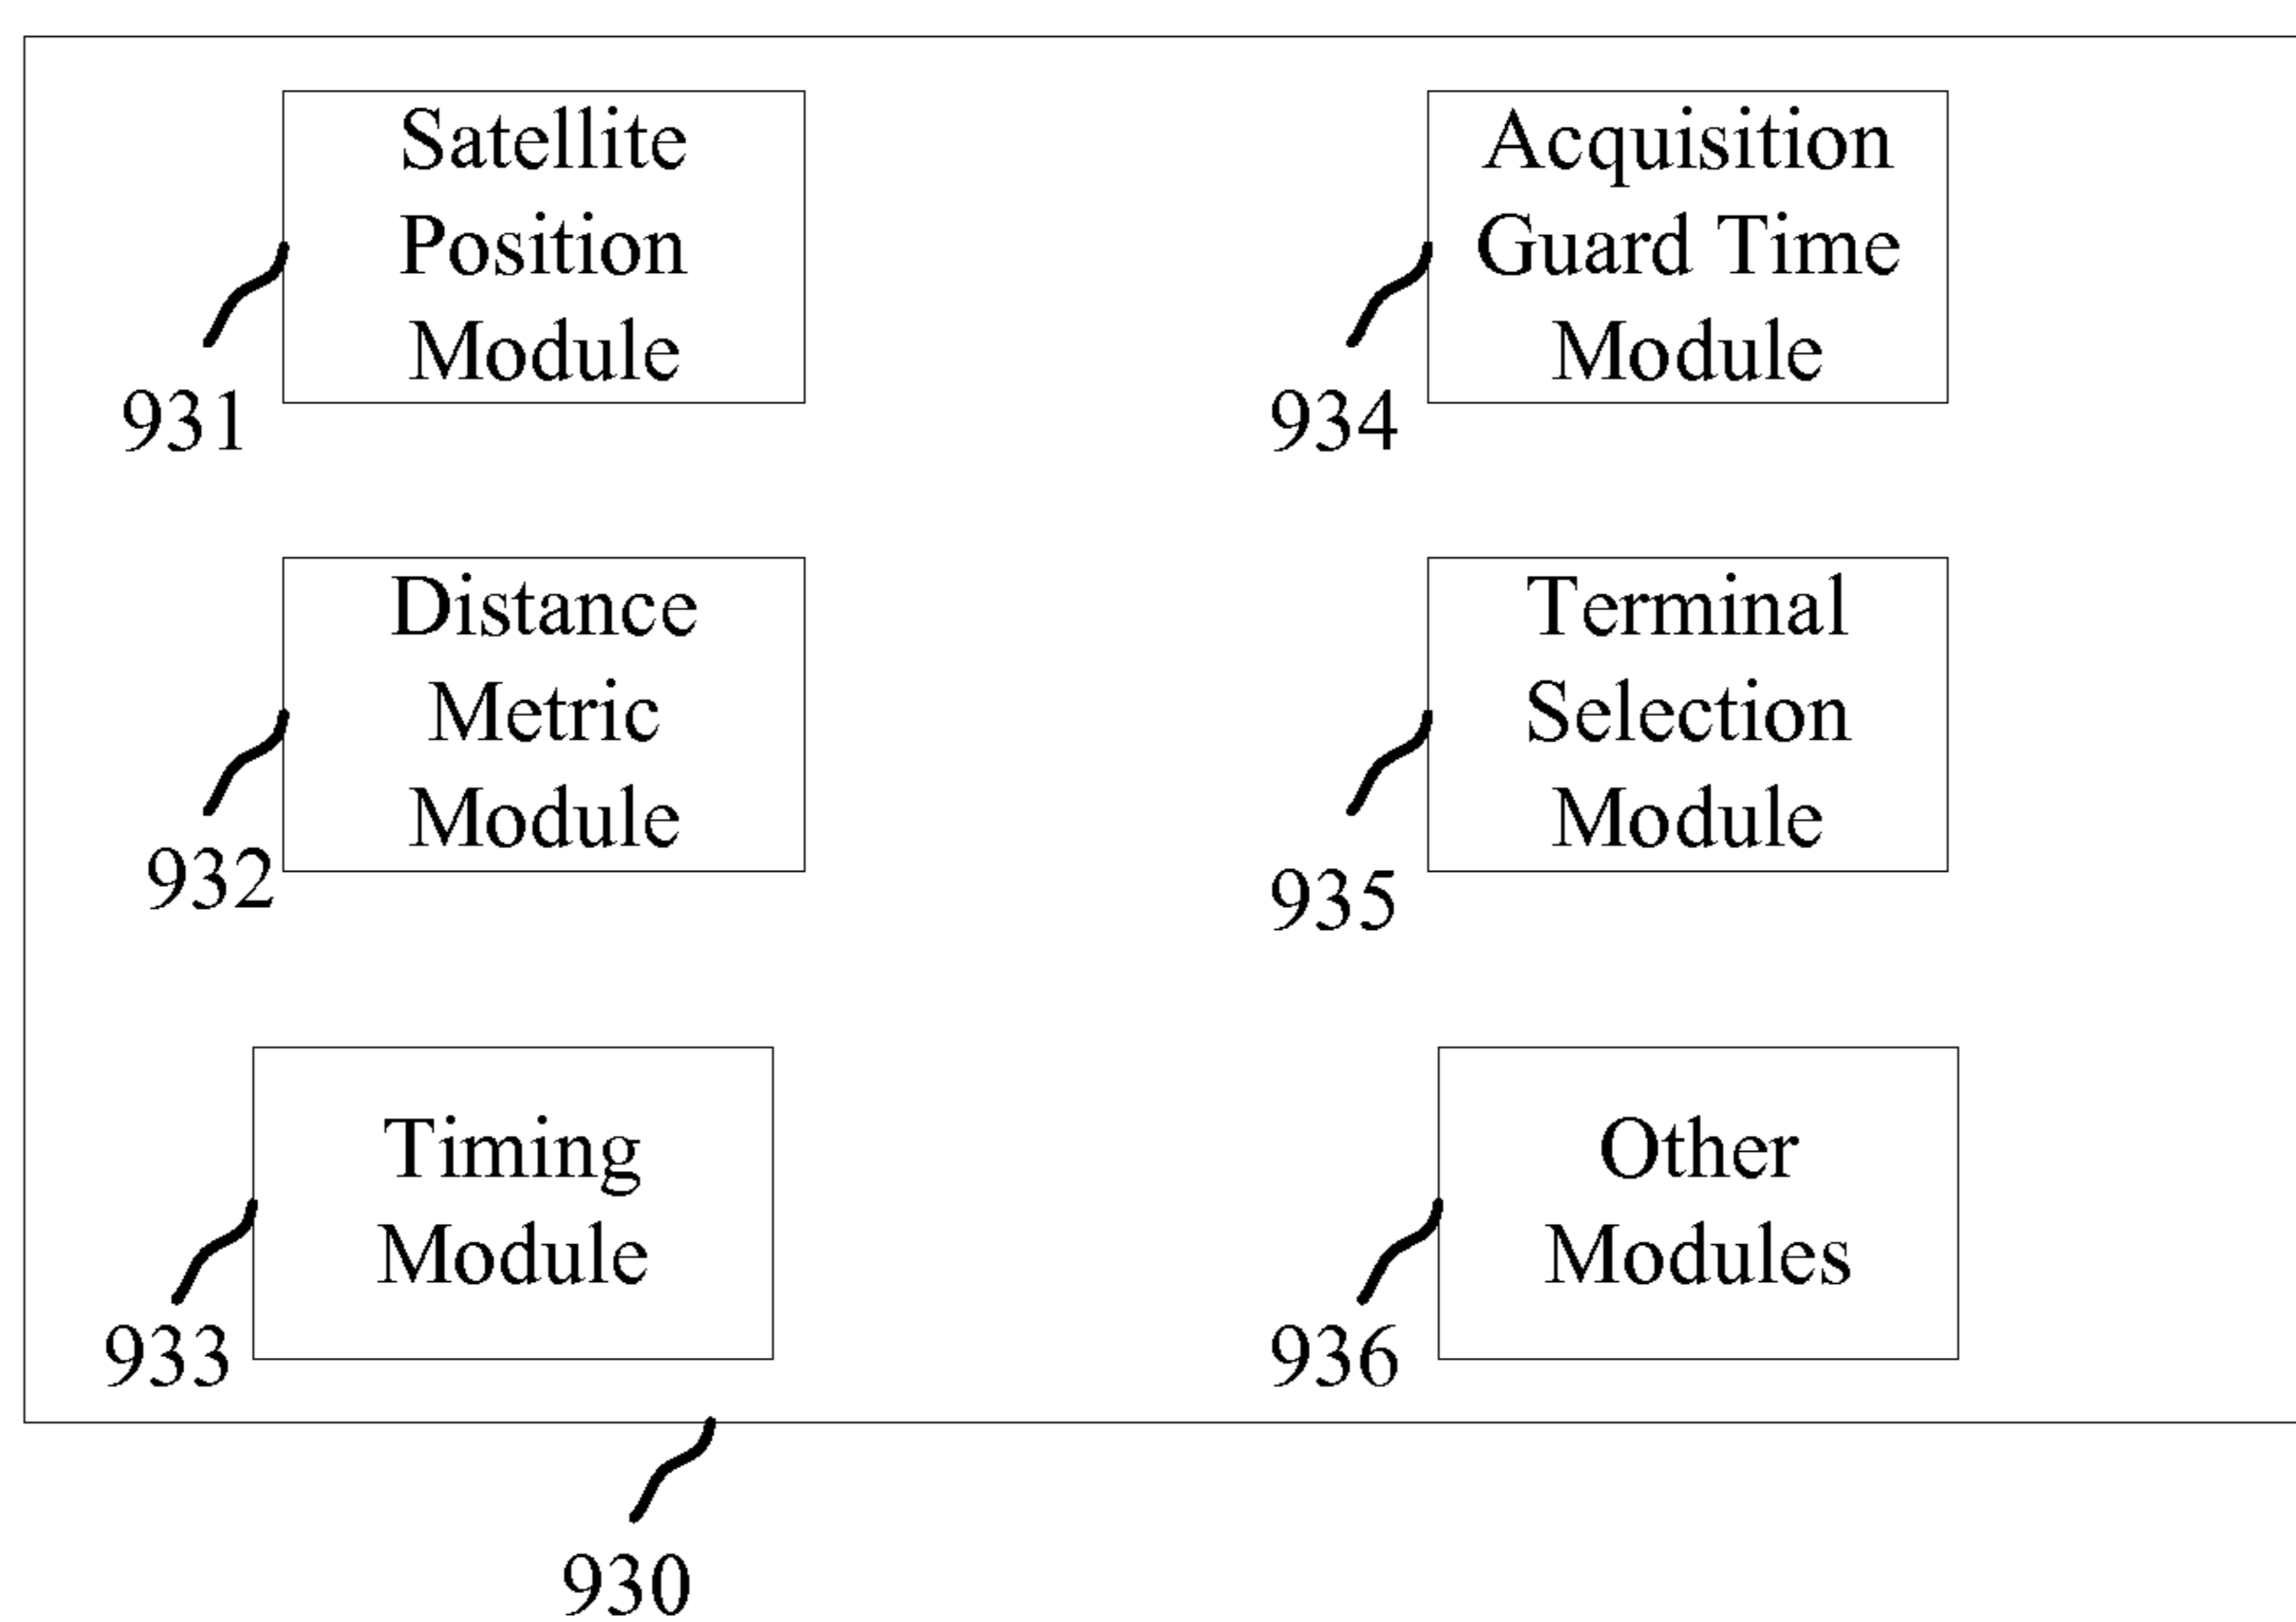 Satellite
Position
Module
931
Acquisition
Guard Time
Module
934
Distance
Metric
Module
932
Terminal
Selection
Module
935
Timing
Module
933
Other
Modules
936
930